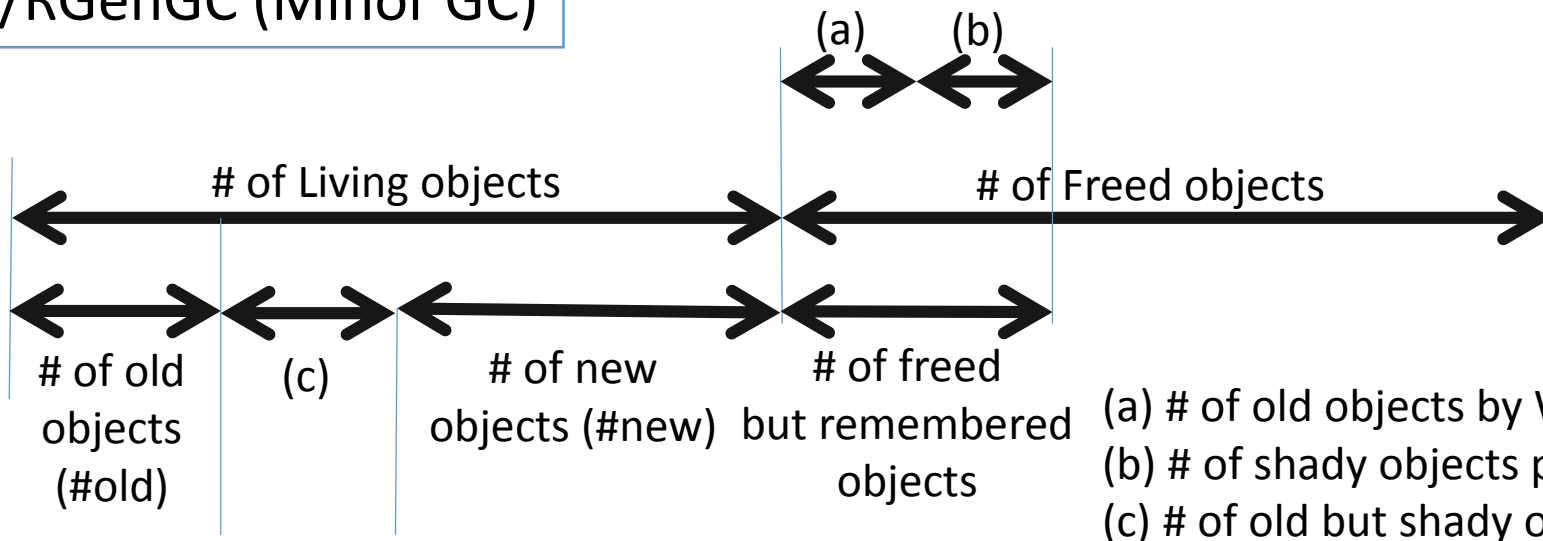 /RGenGC (Minor GC)
(a) (b)
# of Living objects
# of Freed objects
# of old
objects
(#old)
(c)
# of new
objects (#new)
# of freed
but remembered
objects
(a) # of old objects by
(b) # of shady objects
(c) # of old but shady